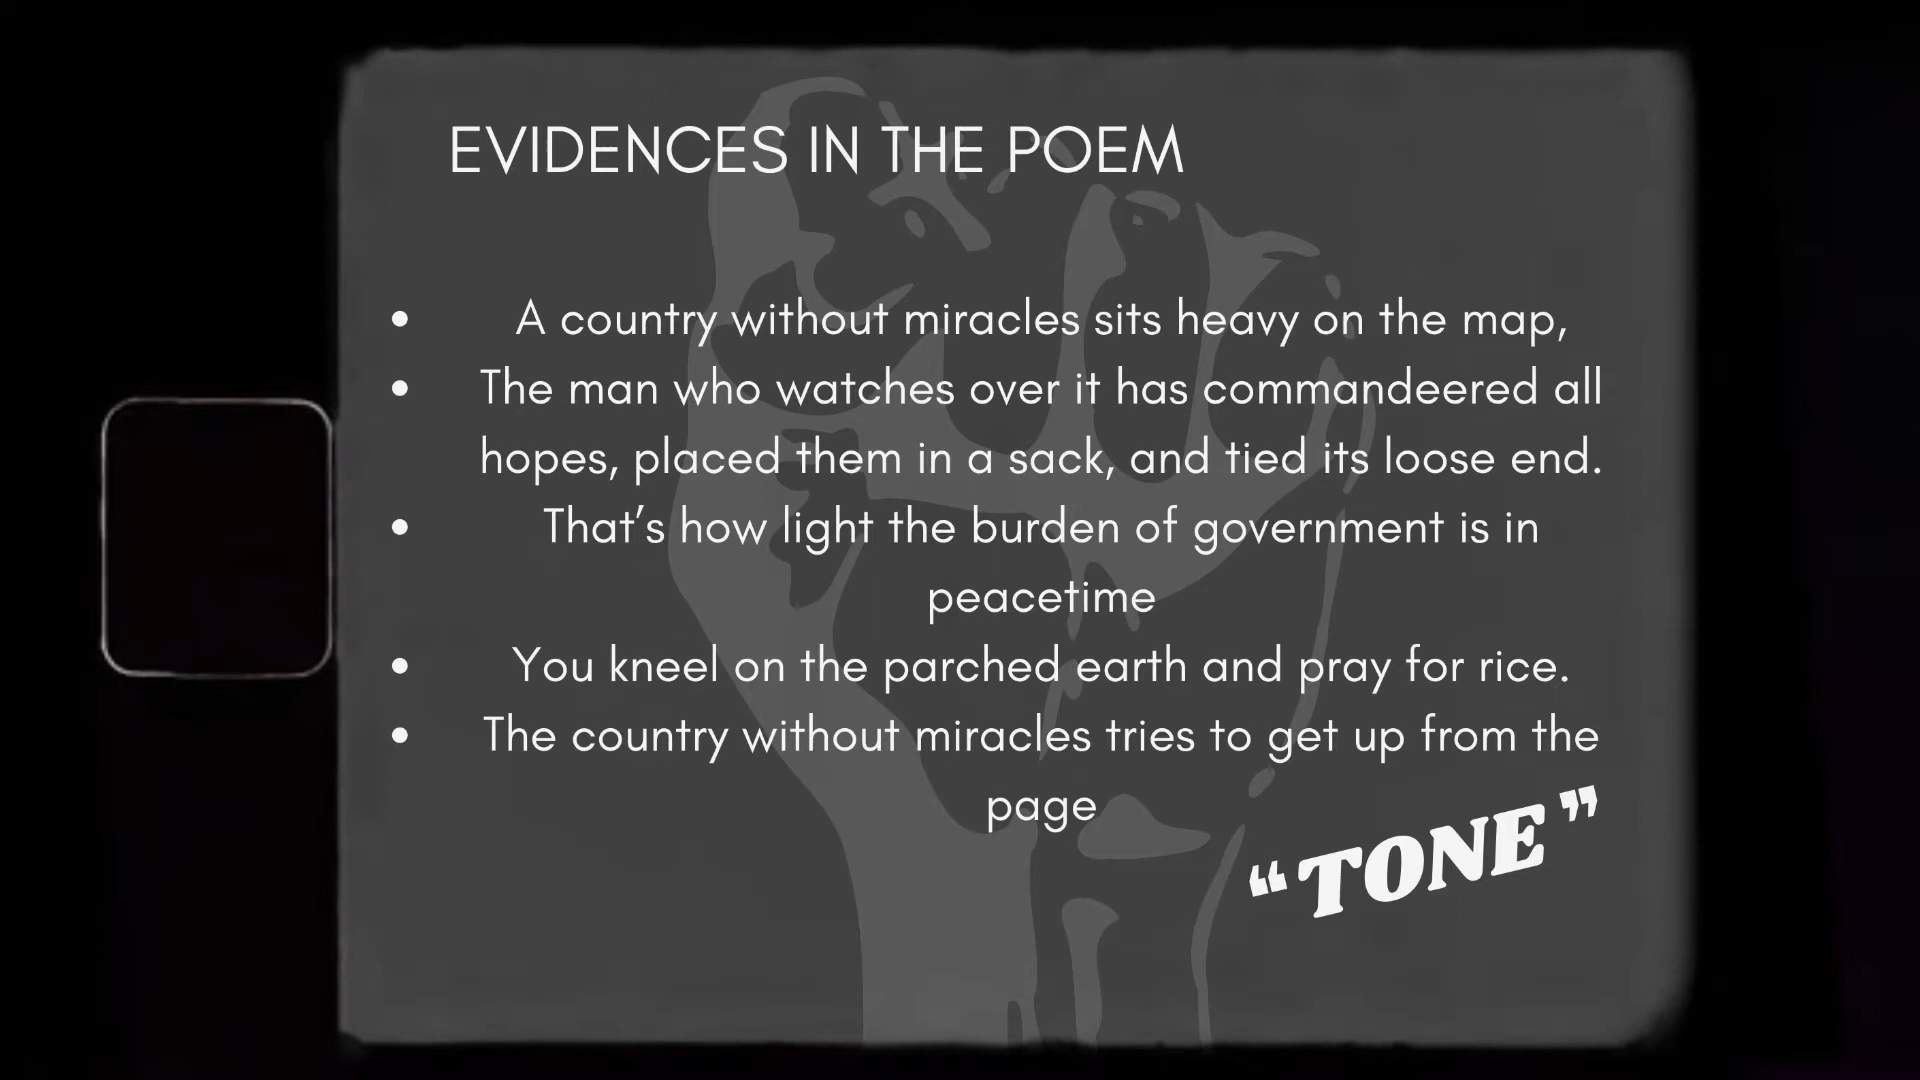 EVIDENCES IN THE POEM
• A country without miracles sits heavy on the map,
• The man who watches over it has commandeered all
hopes, placed them in a sack, and tied its loose end.
• That’s how light the burden of government is in
peacetime
• You kneel on the parched earth and pray for rice.
• The country without miracles tries to get up from the
page
“TONE”